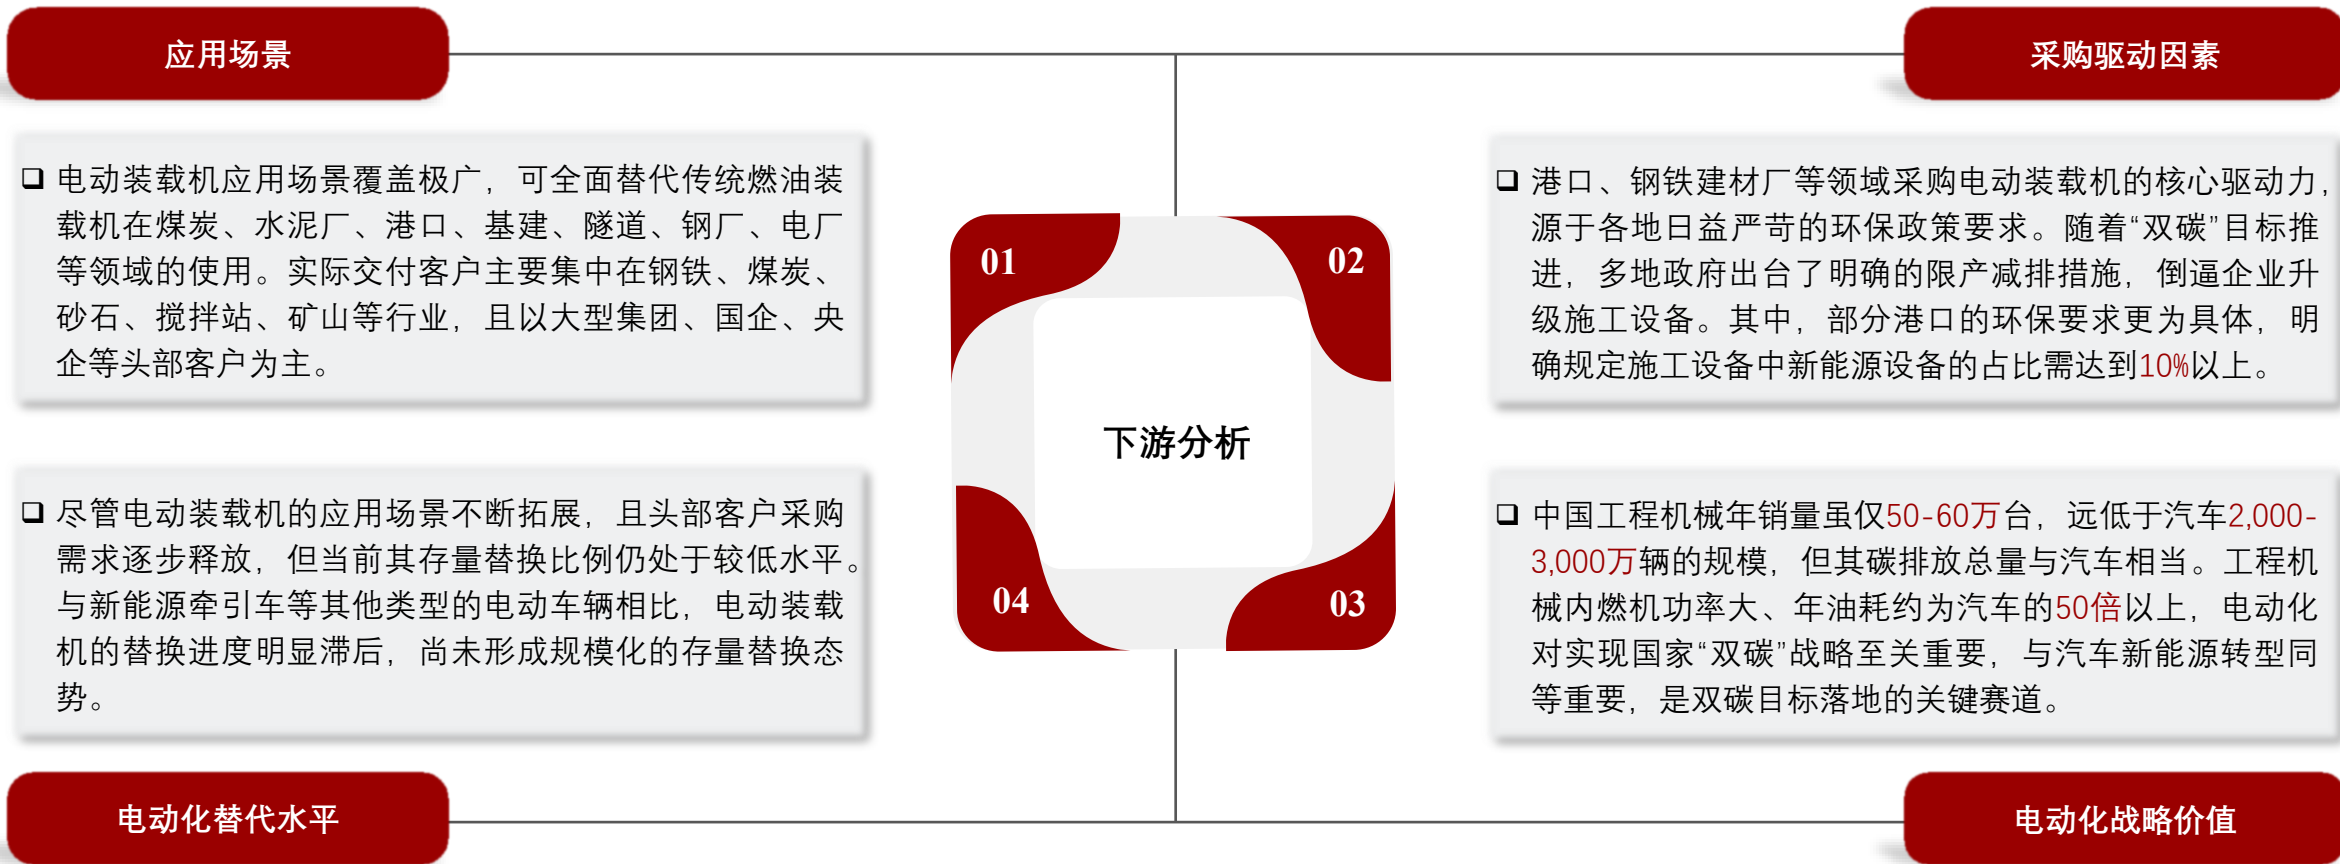 应用场景
采购驱动因素
电动装载机应用场景覆盖极广，可全面替代传统燃油装
载机在煤炭、水泥厂、港口、基建、隧道、钢厂、电厂
等领域的使用。实际交付客户主要集中在钢铁、煤炭、
砂石、搅拌站、矿山等行业，且以大型集团、国企、央
企等头部客户为主。
港口、钢铁建材厂等领域采购电动装载机的核心驱动力，
源于各地日益严苛的环保政策要求。随着“双碳”目标推
进，多地政府出台了明确的限产减排措施，倒逼企业升
级施工设备。其中，部分港口的环保要求更为具体，明
确规定施工设备中新能源设备的占比需达到10%以上。
01
02
下游分析
04
03
尽管电动装载机的应用场景不断拓展，且头部客户采购
需求逐步释放，但当前其存量替换比例仍处于较低水平。
与新能源牵引车等其他类型的电动车辆相比，电动装载
机的替换进度明显滞后，尚未形成规模化的存量替换态
势。
中国工程机械年销量虽仅50-60万台，远低于汽车2,000-
3,000万辆的规模，但其碳排放总量与汽车相当。工程机
械内燃机功率大、年油耗约为汽车的50倍以上，电动化
对实现国家“双碳”战略至关重要，与汽车新能源转型同
等重要，是双碳目标落地的关键赛道。
电动化替代水平
电动化战略价值